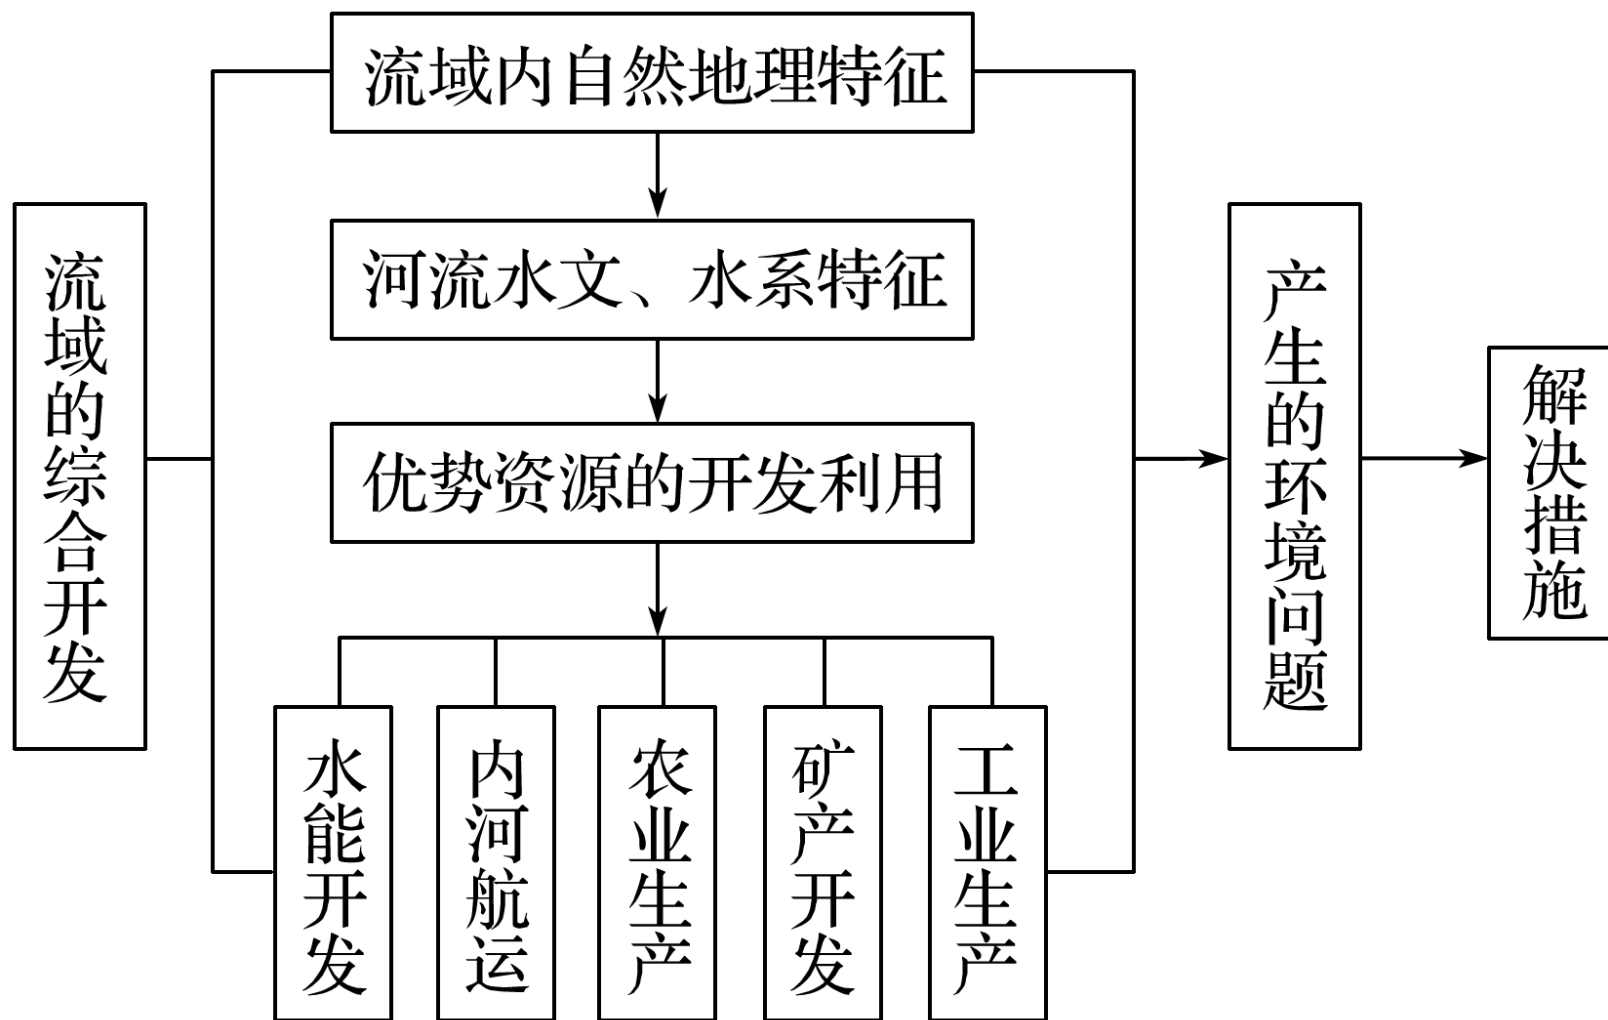 流域的综合开发
流域内自然地理特征
河流水文、水系特征
优势资源的开发利用
水能开发
内河航运
农业生产
矿产开发
工业生产
产生的环境问题
解决措施